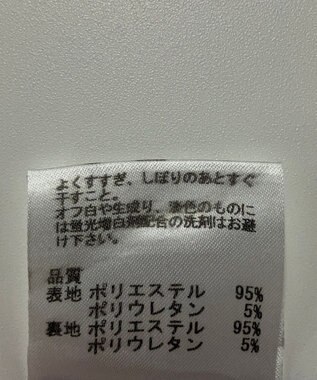 よくすすぎ、しぼりのあとすぐ
干すこと。
オフ白や生成り、淡色のものに
は蛍光増白剤配合の洗剤はお避
け下さい。
品質
表地 ポリエステル 95%
ポリウレタン 5%
裏地 ポリエステル 95%
ポリウレタン 5%